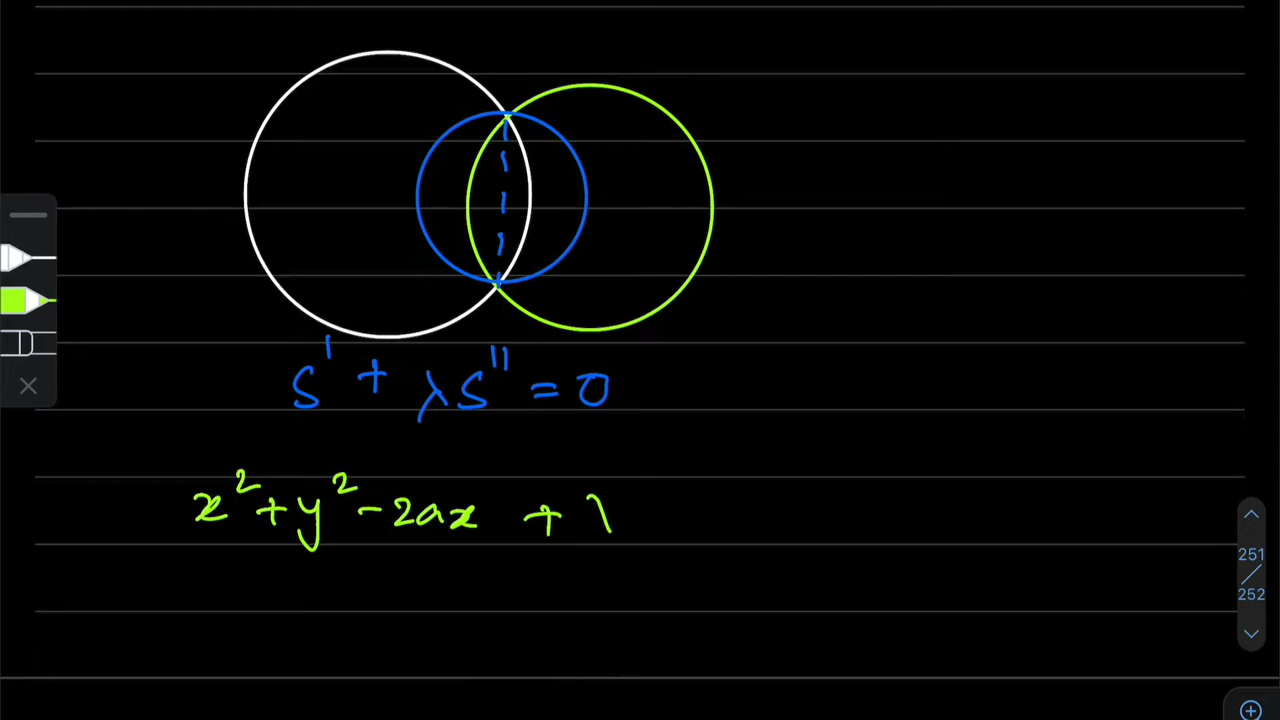 S' + λS'' = 0
x² + y² - 2ax +
251
252